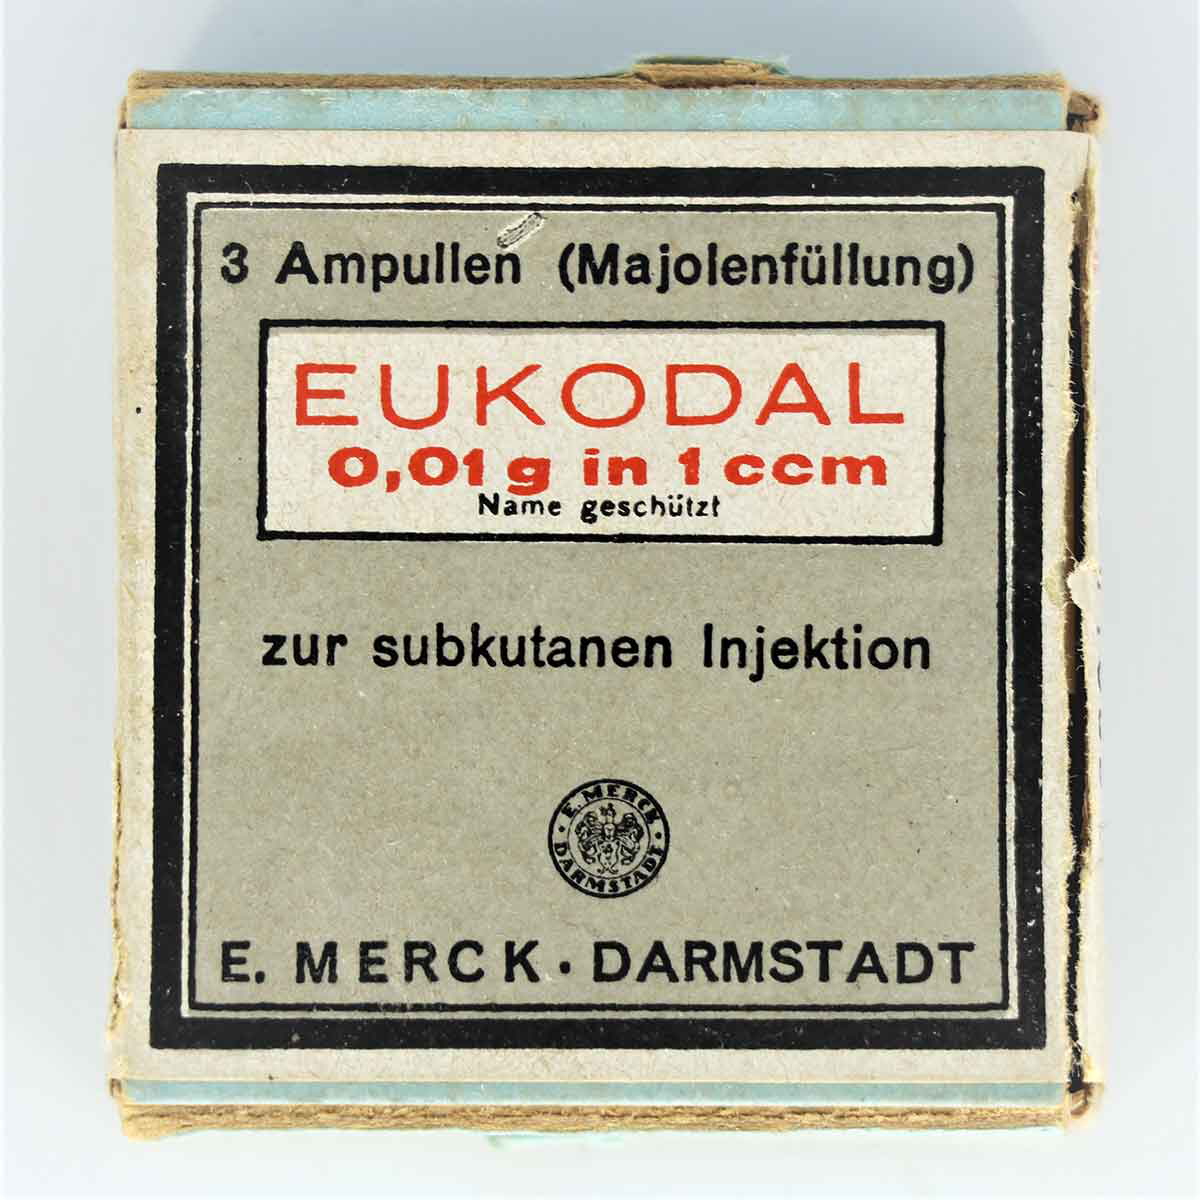 3 Ampullen (Majolenfüllung)
EUKODAL
0,01 g in 1 ccm
Name geschützt
zur subkutanen Injektion
E. MERCK
DARMSTADT
E. MERCK · DARMSTADT